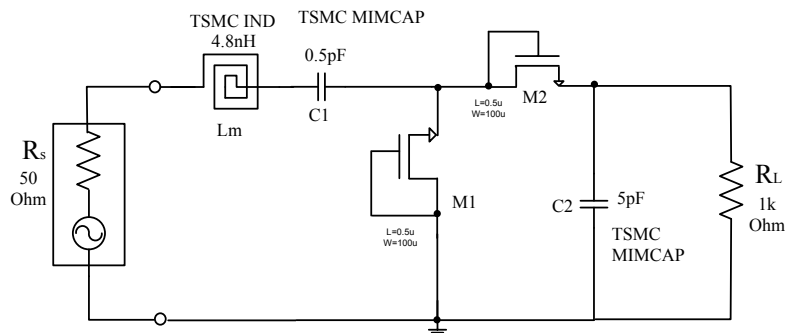 TSMC IND
4.8nH
TSMC MIMCAP
0.5pF
Lm
C1
L=0.5u
W=100u
M2
Rs
50
Ohm
M1
L=0.5u
W=100u
C2
5pF
TSMC
MIMCAP
RL
1k
Ohm